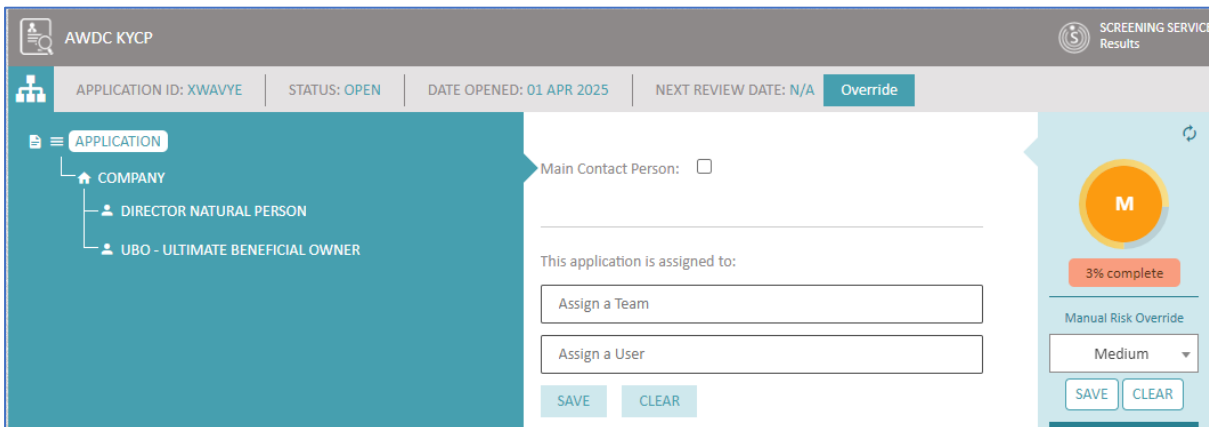 AWDC KYCP
SCREENING SERVICE
Results
APPLICATION ID: XWAVYE
STATUS: OPEN
DATE OPENED: 01 APR 2025
NEXT REVIEW DATE: N/A
Override
APPLICATION
COMPANY
DIRECTOR NATURAL PERSON
UBO - ULTIMATE BENEFICIAL OWNER
Main Contact Person:
This application is assigned to:
Assign a Team
Assign a User
SAVE
CLEAR
M
3% complete
Manual Risk Override
Medium
SAVE
CLEAR